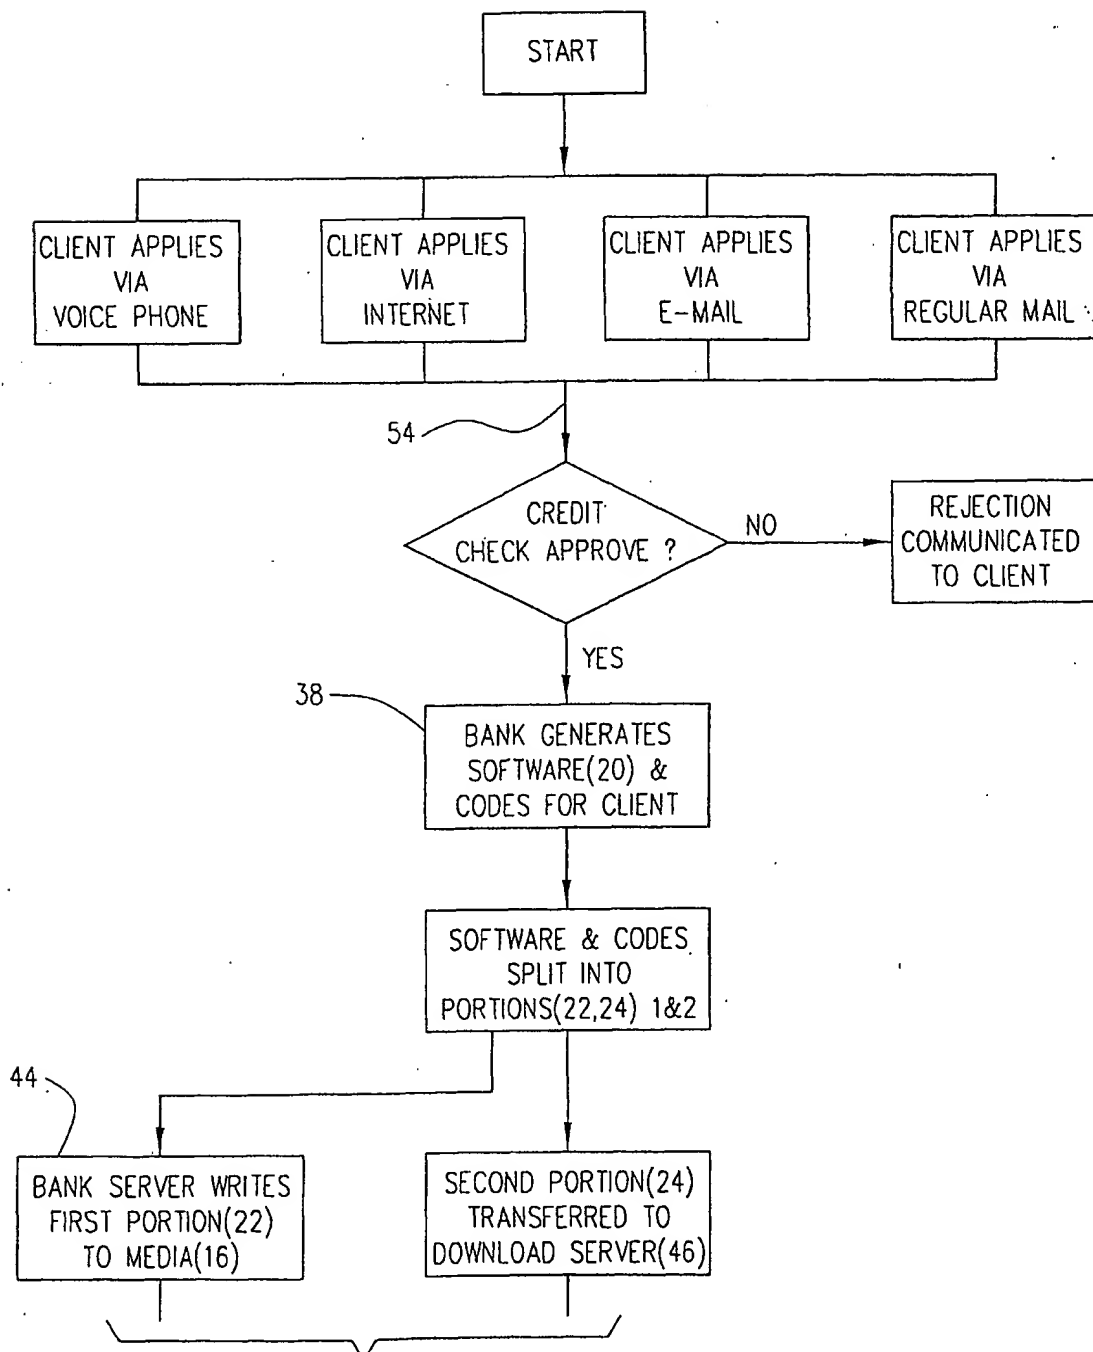 START
CLIENT APPLIES
VIA
VOICE PHONE
CLIENT APPLIES
VIA
INTERNET
CLIENT APPLIES
VIA
E-MAIL
CLIENT APPLIES
VIA
REGULAR MAIL
54
CREDIT
CHECK APPROVE ?
NO
REJECTION
COMMUNICATED
TO CLIENT
YES
38
BANK GENERATES
SOFTWARE(20) &
CODES FOR CLIENT
SOFTWARE & CODES
SPLIT INTO
PORTIONS(22,24) 1&2
44
BANK SERVER WRITES
FIRST PORTION(22)
TO MEDIA(16)
SECOND PORTION(24)
TRANSFERRED TO
DOWNLOAD SERVER(46)